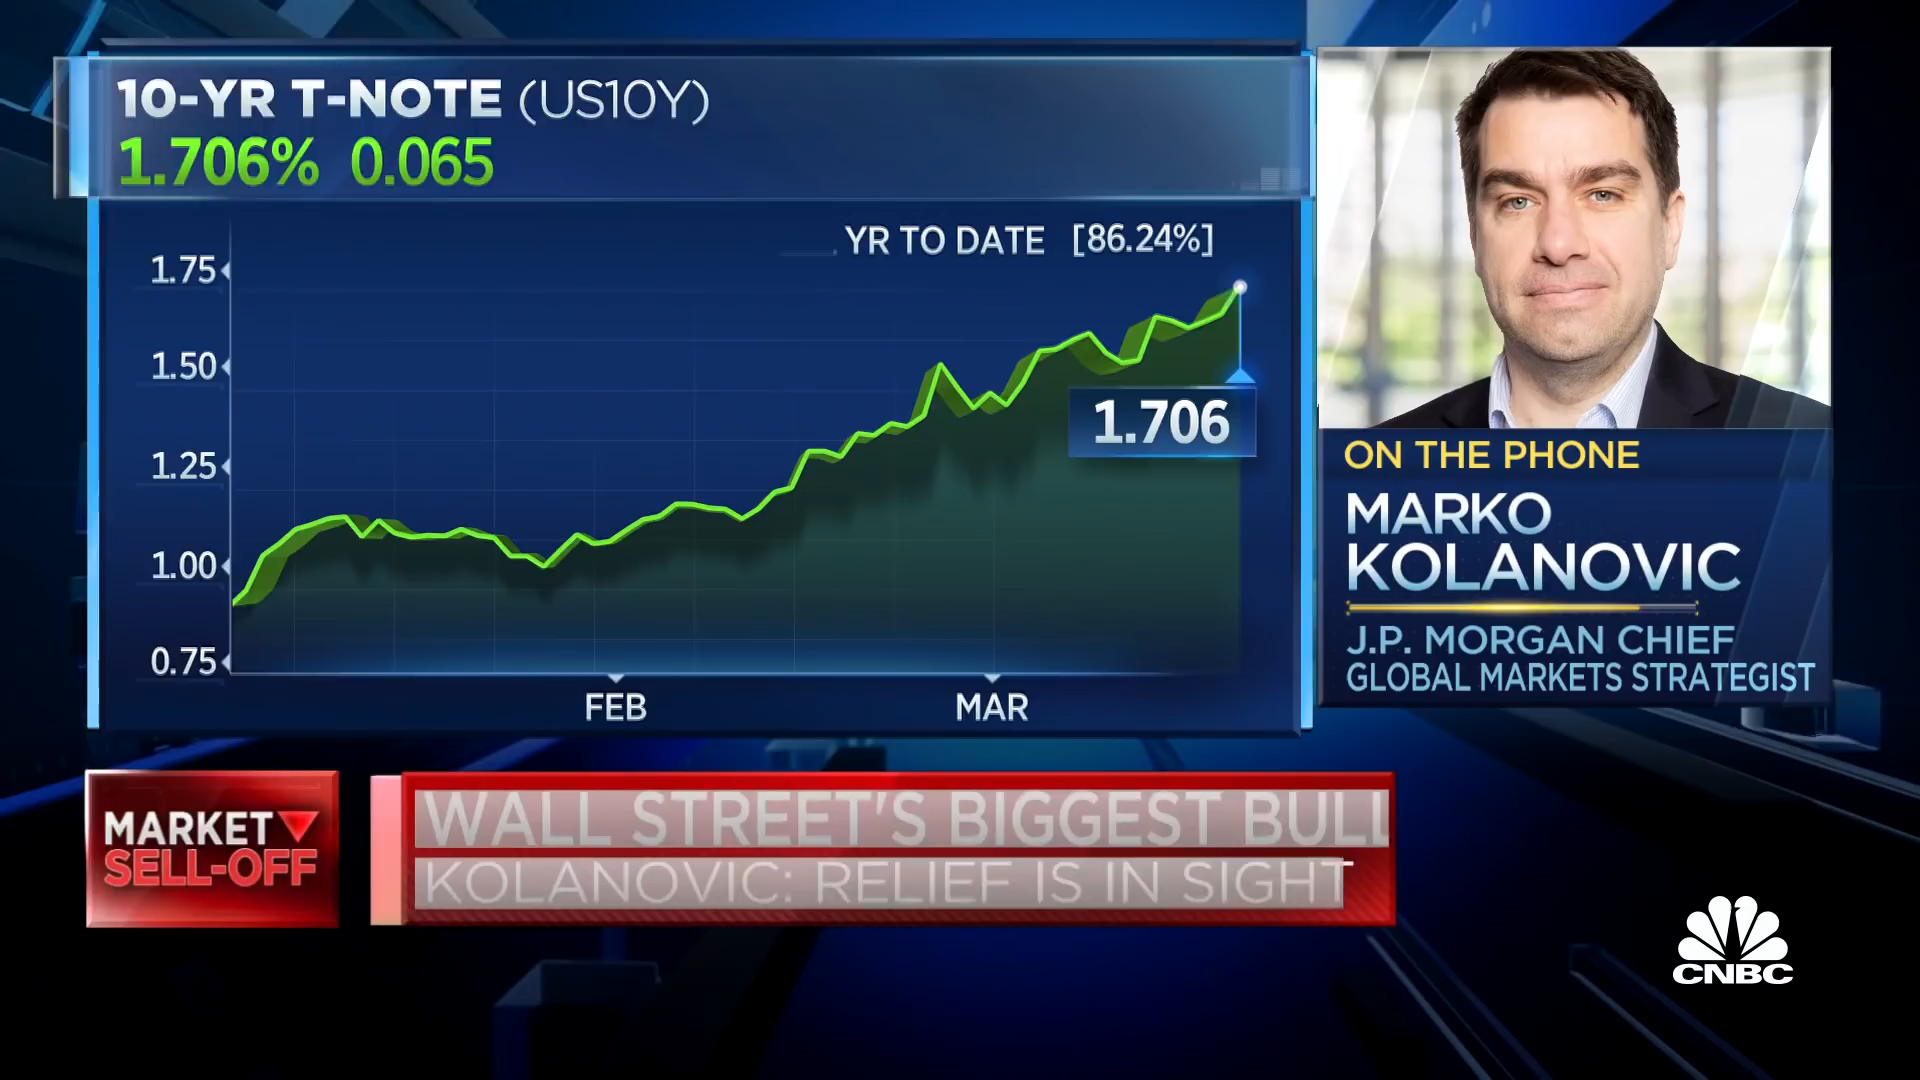 10-YR T-NOTE (US10Y)
1.706% 0.065
YR TO DATE [86.24%]
1.75
1.50
1.25
1.00
0.75
1.706
FEB
MAR
ON THE PHONE
MARKO
KOLANOVIC
J.P. MORGAN CHIEF
GLOBAL MARKETS STRATEGIST
MARKET
SELL-OFF
WALL STREET'S BIGGEST BULL
KOLANOVIC: RELIEF IS IN SIGHT
CNBC